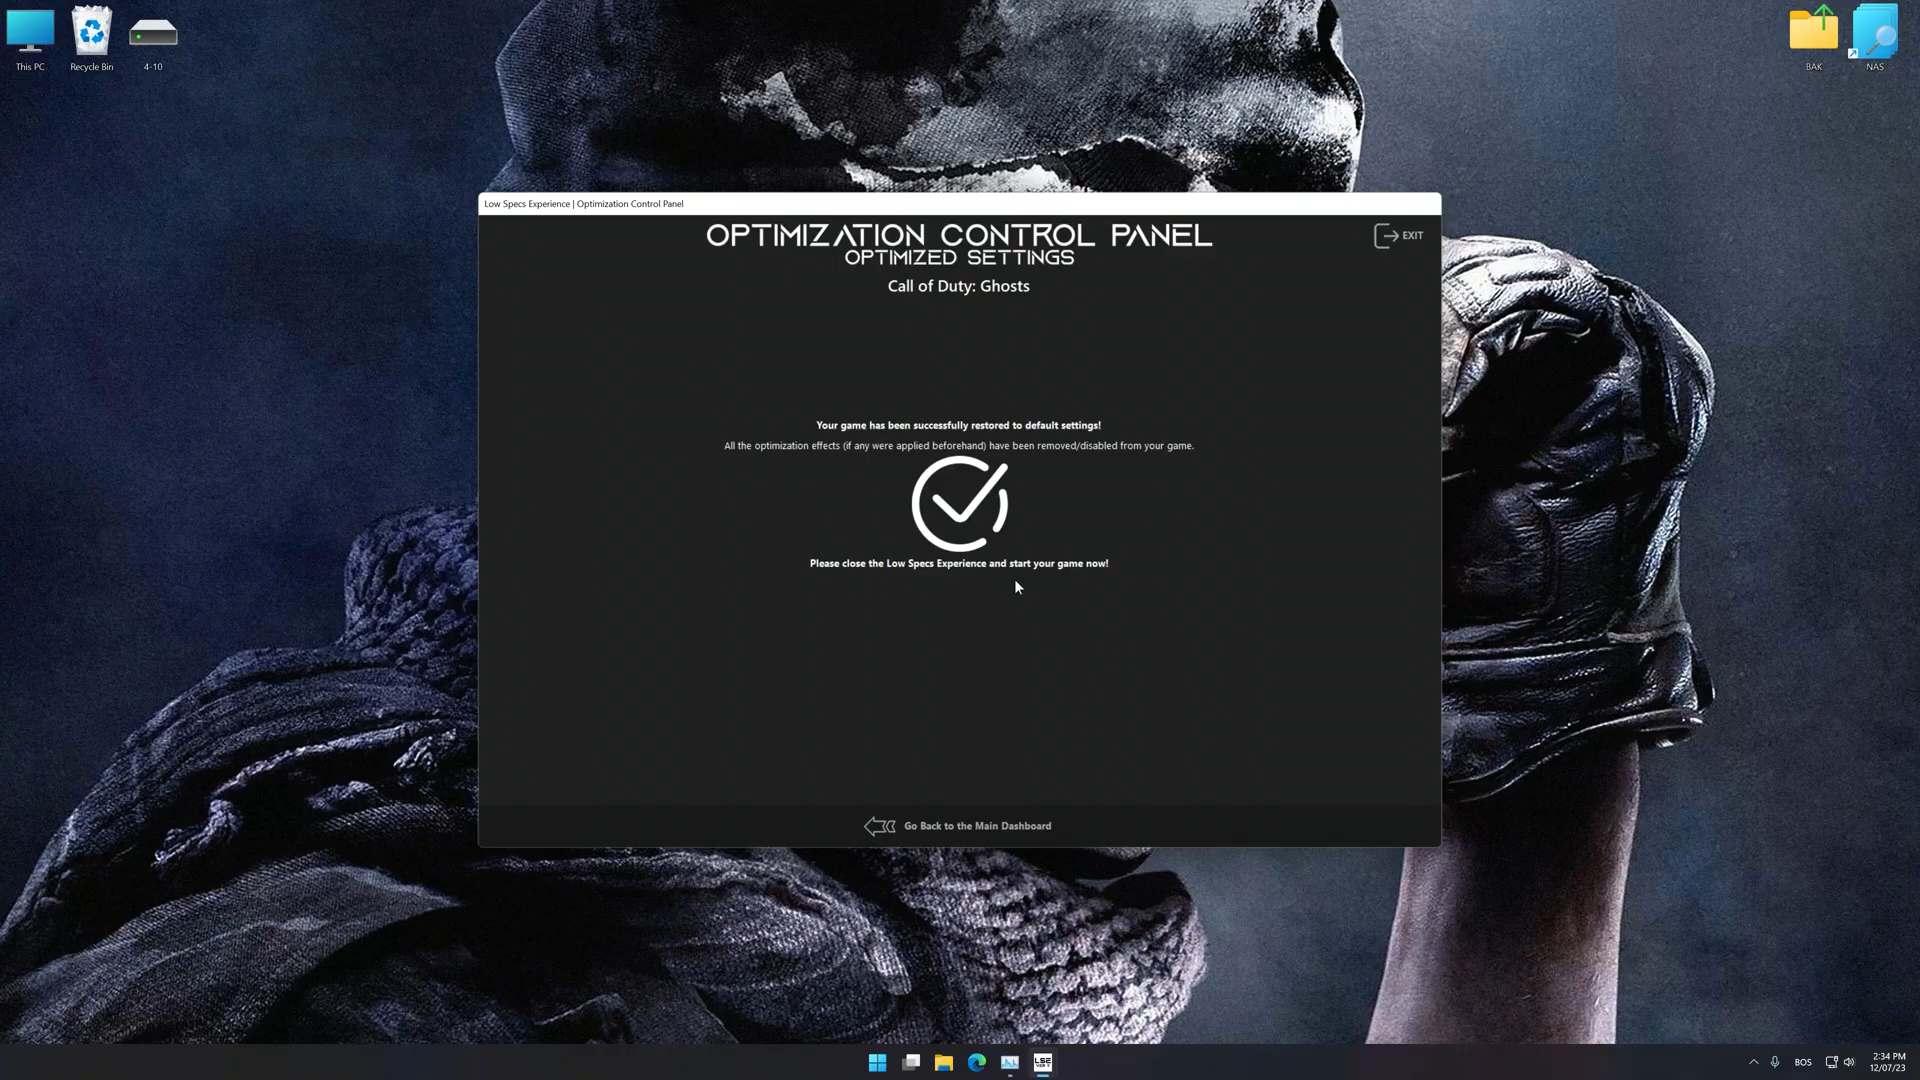 This PC
Recycle Bin
4-10
BAK
NAS
Low Specs Experience | Optimization Control Panel
OPTIMIZATION CONTROL PANEL
EXIT
OPTIMIZED SETTINGS
Call of Duty: Ghosts
Your game has been successfully restored to default settings!
All the optimization effects (if any were applied beforehand) have been removed/disabled from your game.
Please close the Low Specs Experience and start your game now!
Go Back to the Main Dashboard
LSE
BOS
2:34 PM
12/07/23